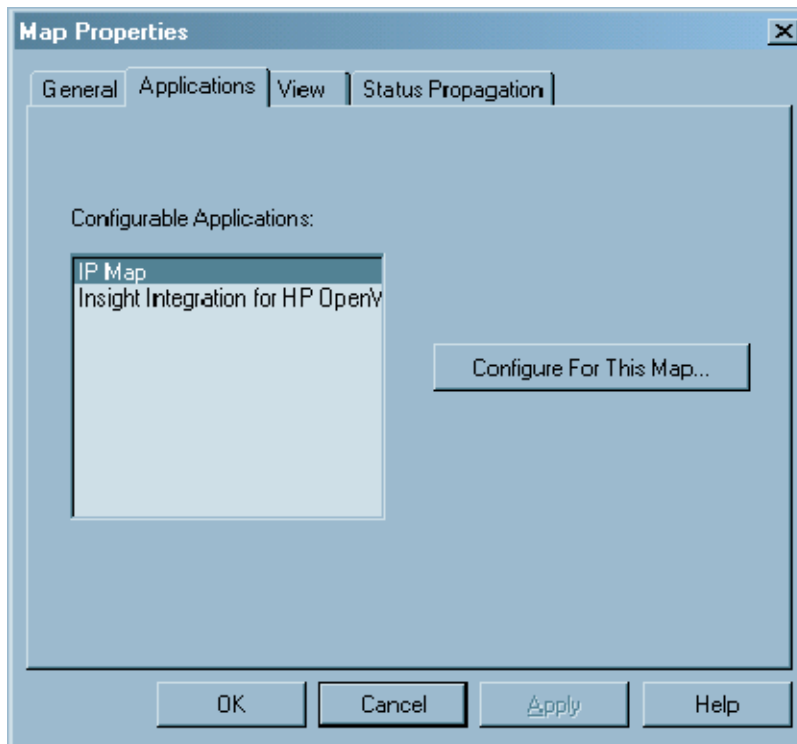 Map Properties
General Applications View Status Propagation
Configurable Applications:
IP Map
Insight Integration for HP OpenV
Configure For This Map...
OK Cancel Apply Help